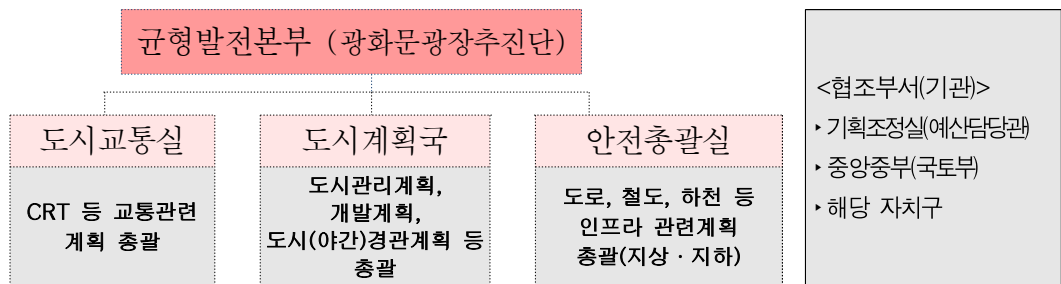 균형발전본부 (광화문광장추진단)
도시교통실
CRT 등 교통관련
계획 총괄
도시계획국
도시관리계획,
개발계획,
도시(야간)경관계획 등
총괄
안전총괄실
도로, 철도, 하천 등
인프라 관련계획
총괄(지상 · 지하)
<협조부서(기관)>
‣ 기획조정실(예산담당관)
‣ 중앙중부(국토부)
‣ 해당 자치구